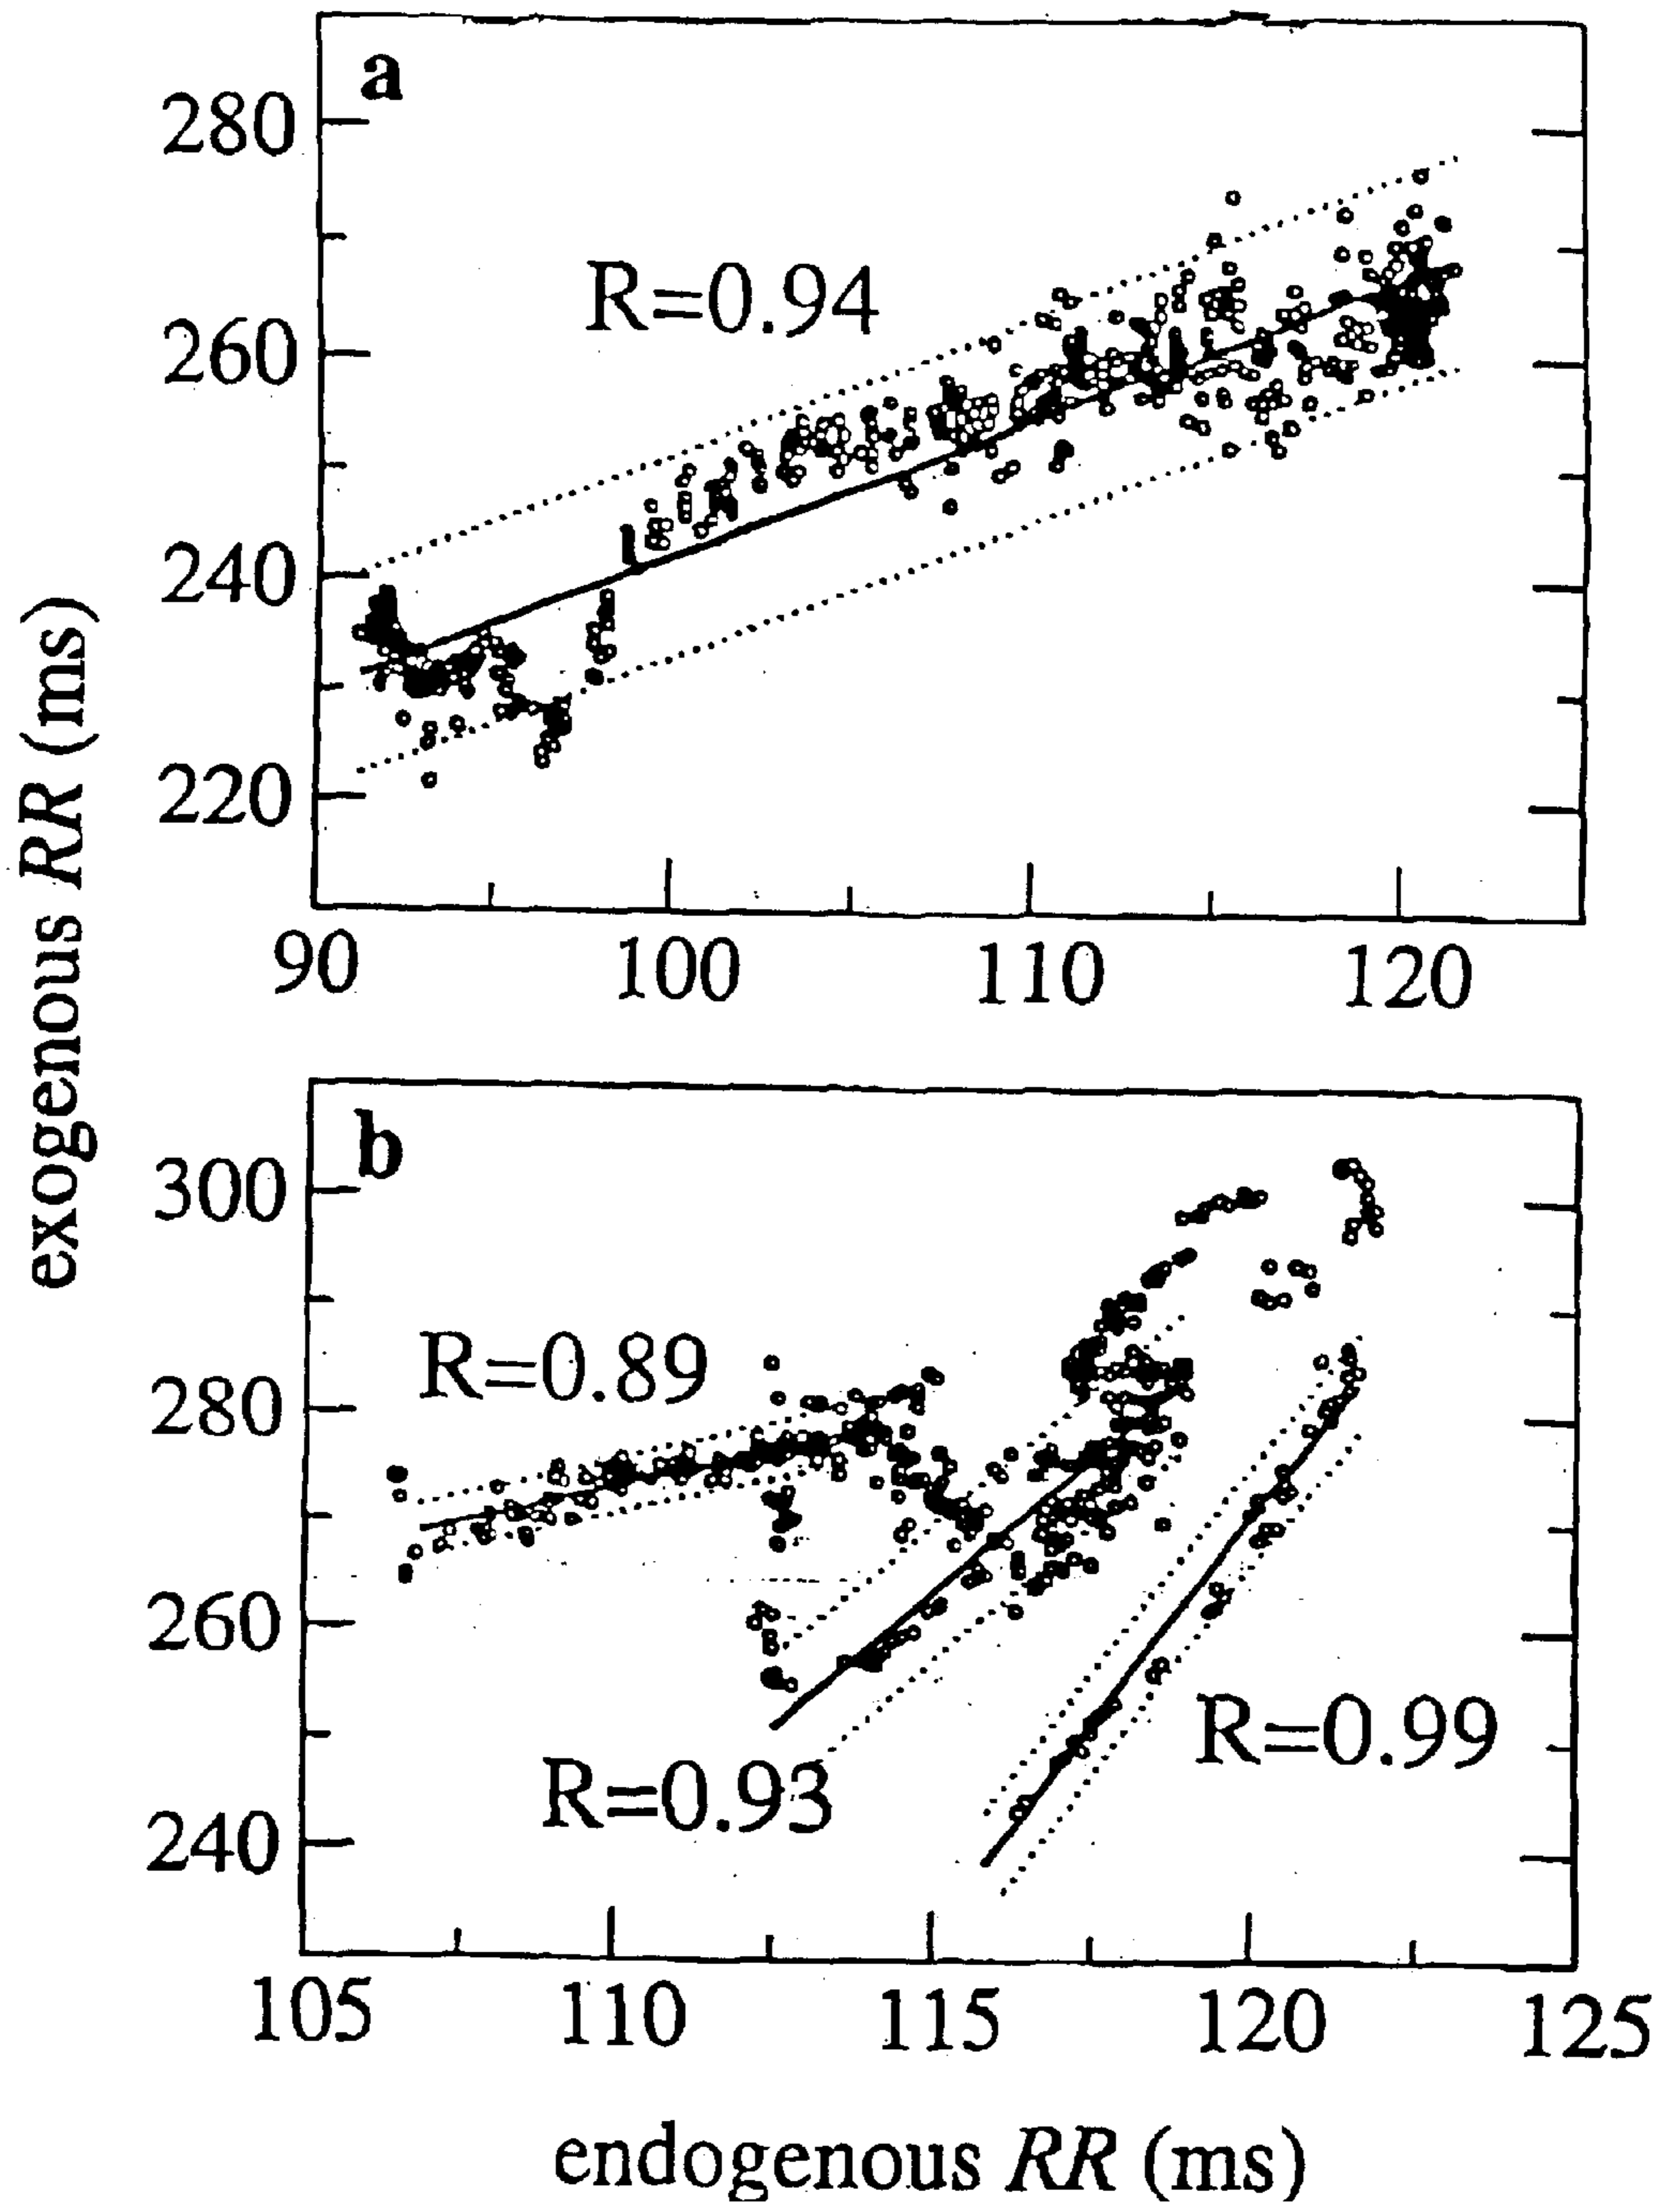 a
280
260
240
220
R=0.94
90 100 110 120
exogenous RR (ms)
b
300
280
260
240
R=0.89
R=0.93
R=0.99
105 110 115 120 125
endogenous RR (ms)